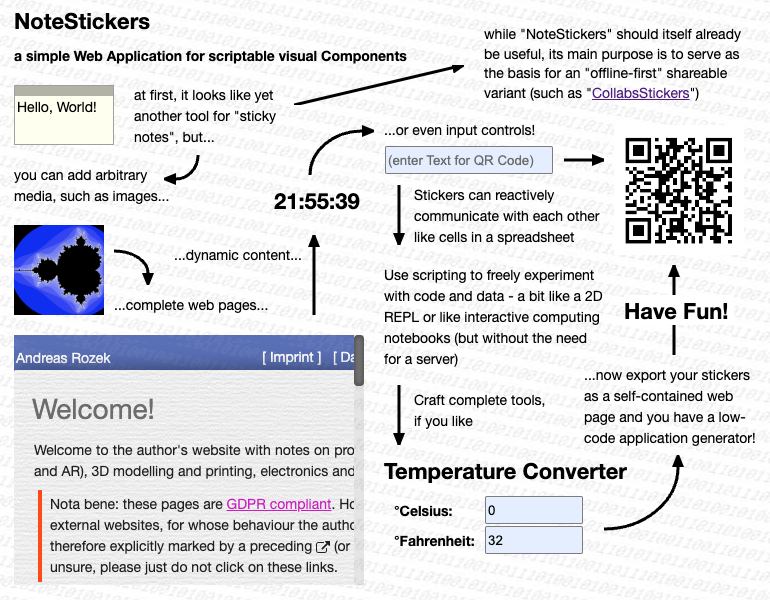 NoteStickers
a simple Web Application for scriptable visual Components
while "NoteStickers" should itself already
be useful, its main purpose is to serve as
the basis for an "offline-first" shareable
variant (such as "CollabsStickers")
Hello, World!
at first, it looks like yet
another tool for "sticky
notes", but...
you can add arbitrary
media, such as images...
...dynamic content...
...complete web pages...
21:55:39
...or even input controls!
(enter Text for QR Code)
Stickers can reactively
communicate with each other
like cells in a spreadsheet
Use scripting to freely experiment
with code and data - a bit like a 2D
REPL or like interactive computing
notebooks (but without the need
for a server)
Craft complete tools,
if you like
Temperature Converter
°Celsius: 0
°Fahrenheit: 32
...now export your stickers
as a self-contained web
page and you have a low-
code application generator!
Have Fun!
Andreas Rozek [ Imprint ] [ Da
Welcome!
Welcome to the author's website with notes on pro
and AR), 3D modelling and printing, electronics and
Nota bene: these pages are GDPR compliant. Ho
external websites, for whose behaviour the autho
therefore explicitly marked by a preceding (or
unsure, please just do not click on these links.